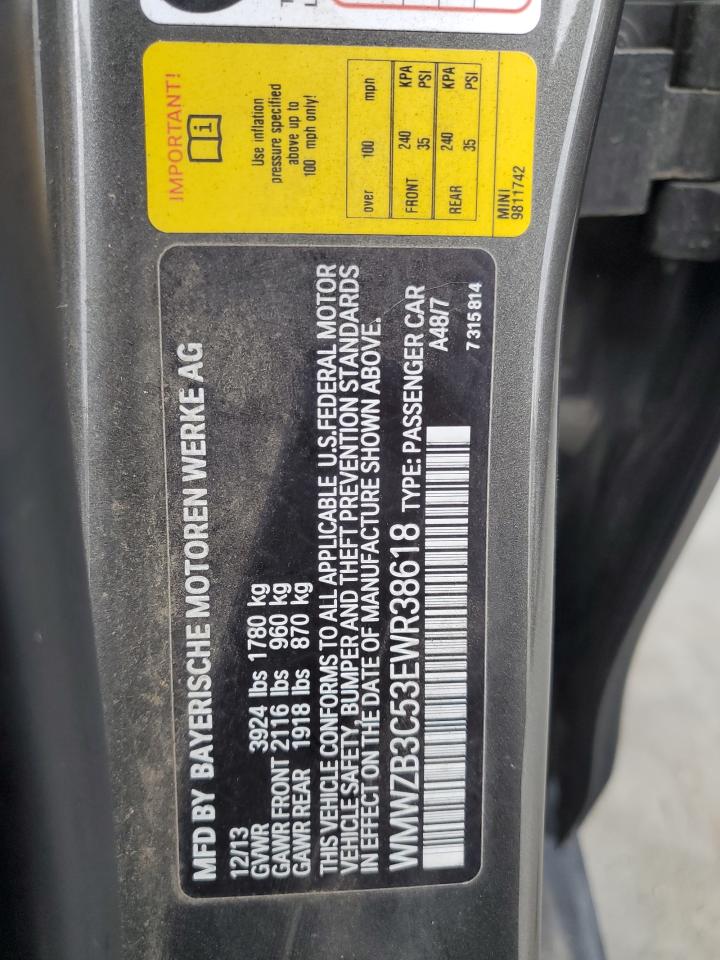 IMPORTANT!
Use inflation
pressure specified
above up to
100 mph only!
over 100 mph
FRONT 240 KPA
35 PSI
REAR 240 KPA
35 PSI
MINI
9811742
MFD BY BAYERISCHE MOTOREN WERKE AG
12/13
GVWR 3924 lbs 1780 kg
GAWR FRONT 2116 lbs 960 kg
GAWR REAR 1918 lbs 870 kg
THIS VEHICLE CONFORMS TO ALL APPLICABLE U.S.FEDERAL MOTOR
VEHICLE SAFETY, BUMPER AND THEFT PREVENTION STANDARDS
IN EFFECT ON THE DATE OF MANUFACTURE SHOWN ABOVE.
WMWZB3C53EWR38618 TYPE: PASSENGER CAR
A48/7
7 315 814